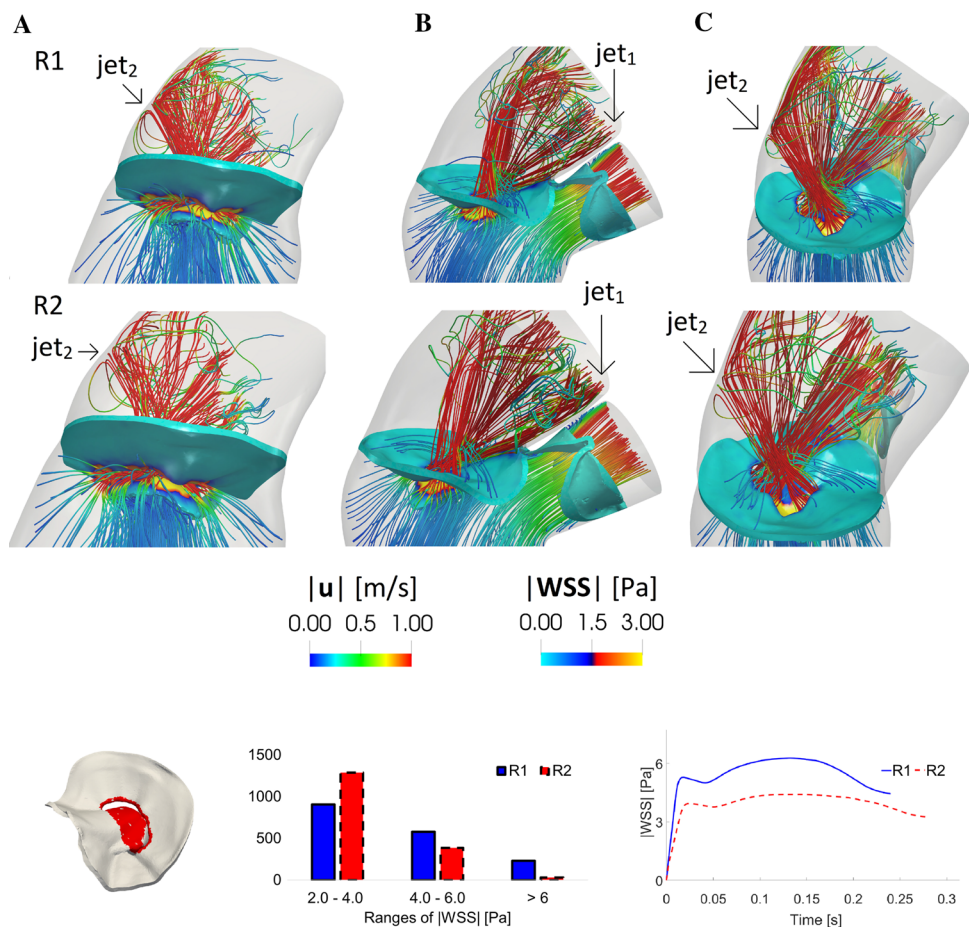 A
B
C
R1
jet₂
jet₁
jet₂
R2
jet₂
jet₁
jet₂
|u| [m/s]
0.00 0.5 1.00
|WSS| [Pa]
0.00 1.5 3.00
1500
1000
500
0
R1 R2
2.0 - 4.0 4.0 - 6.0 > 6
Ranges of |WSS| [Pa]
|WSS| [Pa]
6
3
0
R1 R2
0 0.05 0.1 0.15 0.2 0.25 0.3
Time [s]